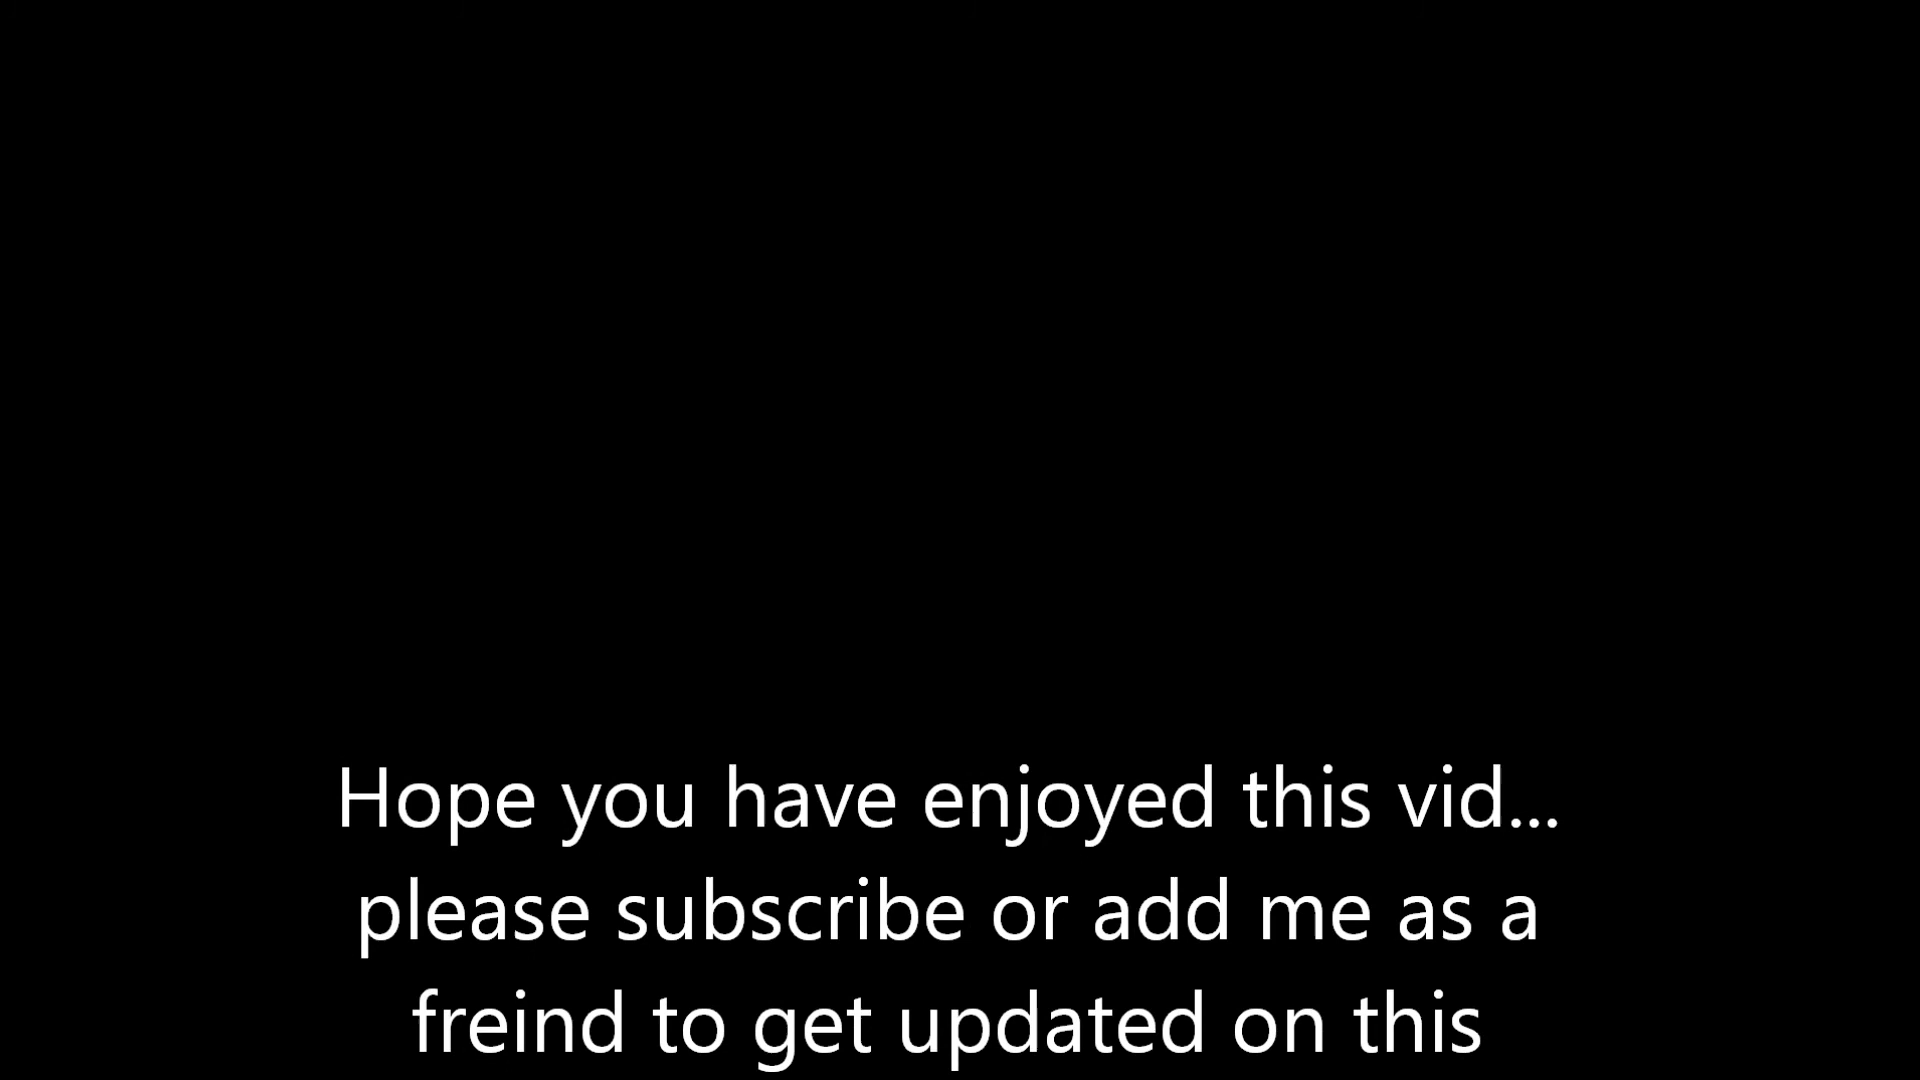 Hope you have enjoyed this vid...
please subscribe or add me as a
freind to get updated on this